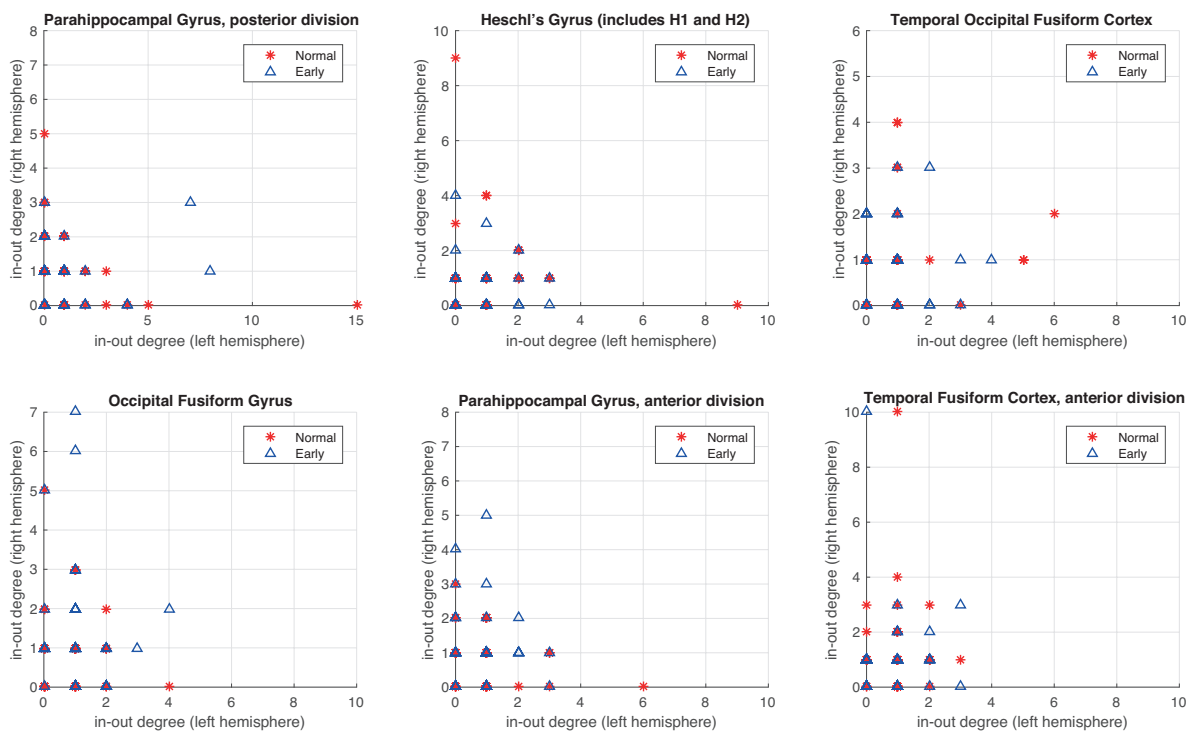 Parahippocampal Gyrus, posterior division
8
7
6
5
4
3
2
1
0
in-out degree (right hemisphere)
Normal
Early
0 5 10 15
in-out degree (left hemisphere)
Heschl's Gyrus (includes H1 and H2)
10
8
6
4
2
0
in-out degree (right hemisphere)
Normal
Early
0 2 4 6 8 10
in-out degree (left hemisphere)
Temporal Occipital Fusiform Cortex
6
5
4
3
2
1
0
in-out degree (right hemisphere)
Normal
Early
0 2 4 6 8 10
in-out degree (left hemisphere)
Occipital Fusiform Gyrus
7
6
5
4
3
2
1
0
in-out degree (right hemisphere)
Normal
Early
0 2 4 6 8 10
in-out degree (left hemisphere)
Parahippocampal Gyrus, anterior division
8
7
6
5
4
3
2
1
0
in-out degree (right hemisphere)
Normal
Early
0 2 4 6 8 10
in-out degree (left hemisphere)
Temporal Fusiform Cortex, anterior division
10
8
6
4
2
0
in-out degree (right hemisphere)
Normal
Early
0 2 4 6 8 10
in-out degree (left hemisphere)